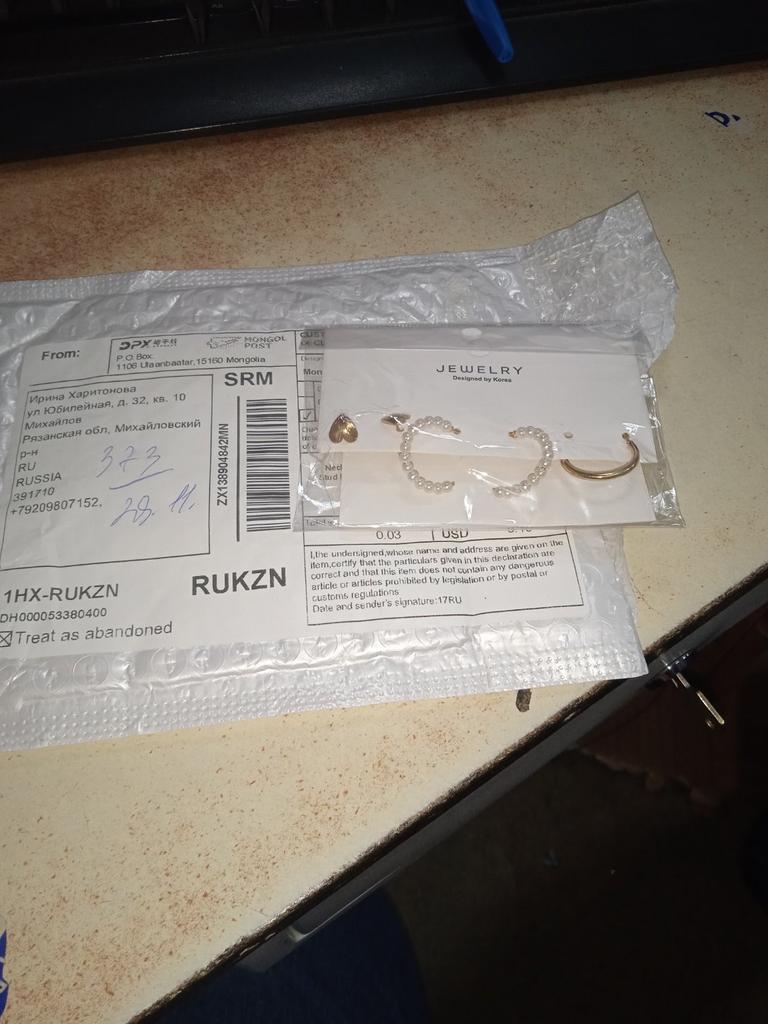 From:
DPX
MONGOL
POST
P.O.Box.
1106 Ulaanbaatar,15160 Mongolia
SRM
Ирина Харитонова
ул Юбилейная, д. 32, кв. 10
Михайлов
Рязанская обл, Михайловский
р-н
RU
RUSSIA
391710
+79209807152,
373
29. 11.
ZX138904842MN
CUST
Mon
JEWELRY
Designed by Korea
0.03 USD
I,the undersigned,whose name and address are given on the
item,certify that the particulars given in this declaration are
correct and that this item does not contain any dangerous
article or articles prohibited by legislation or by postal or
customs regulations
Date and sender's signature:17RU
1HX-RUKZN
RUKZN
DH000053380400
Treat as abandoned